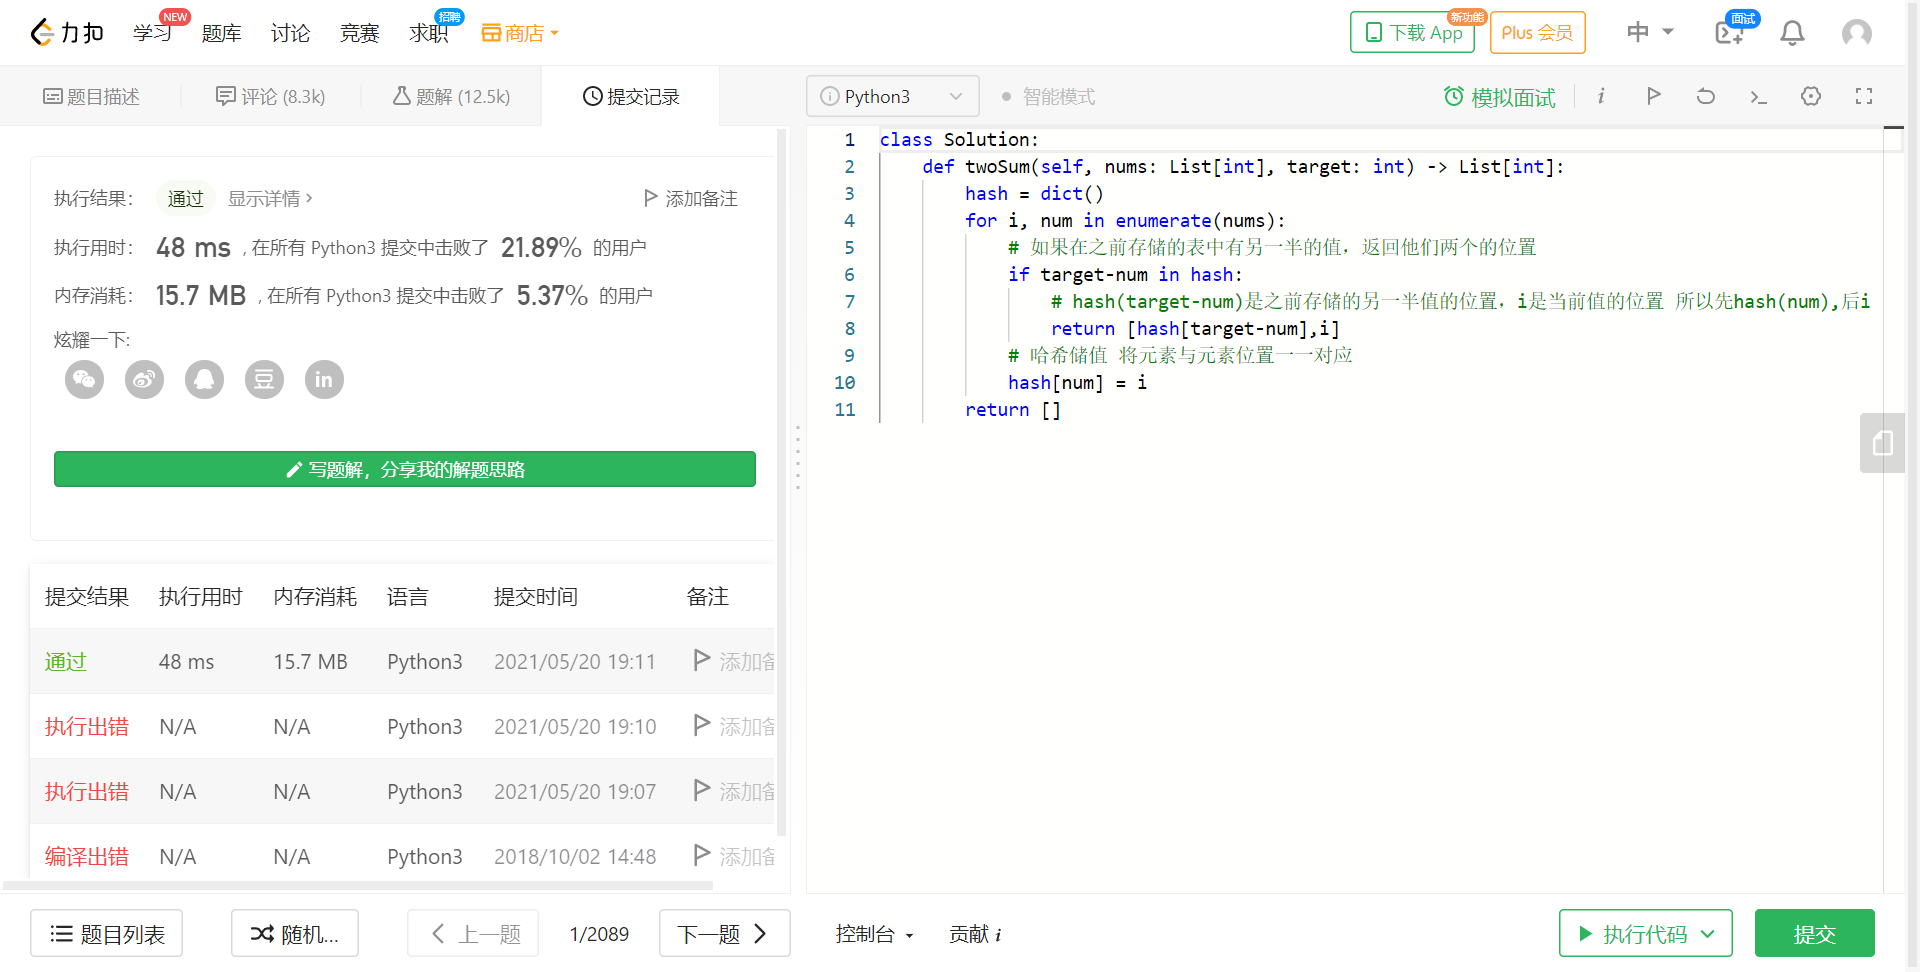 力扣 学习 NEW 题库 讨论 竞赛 求职 招聘 商店 下载 App 新功能 Plus 会员 中 面试
题目描述 评论 (8.3k) 题解 (12.5k) 提交记录
执行结果： 通过 显示详情 > 添加备注
执行用时： 48 ms , 在所有 Python3 提交中击败了 21.89% 的用户
内存消耗： 15.7 MB , 在所有 Python3 提交中击败了 5.37% 的用户
炫耀一下:
豆 in
写题解，分享我的解题思路
提交结果 执行用时 内存消耗 语言 提交时间 备注
通过 48 ms 15.7 MB Python3 2021/05/20 19:11 添加备
执行出错 N/A N/A Python3 2021/05/20 19:10 添加备
执行出错 N/A N/A Python3 2021/05/20 19:07 添加备
编译出错 N/A N/A Python3 2018/10/02 14:48 添加备
题目列表 随机... 上一题 1/2089 下一题
Python3 智能模式 模拟面试 i
1 class Solution:
2 def twoSum(self, nums: List[int], target: int) -> List[int]:
3 hash = dict()
4 for i, num in enumerate(nums):
5 # 如果在之前存储的表中有另一半的值，返回他们两个的位置
6 if target-num in hash:
7 # hash(target-num)是之前存储的另一半值的位置，i是当前值的位置 所以先hash(num),后i
8 return [hash[target-num],i]
9 # 哈希储值 将元素与元素位置一一对应
10 hash[num] = i
11 return []
控制台 贡献 i 执行代码 提交